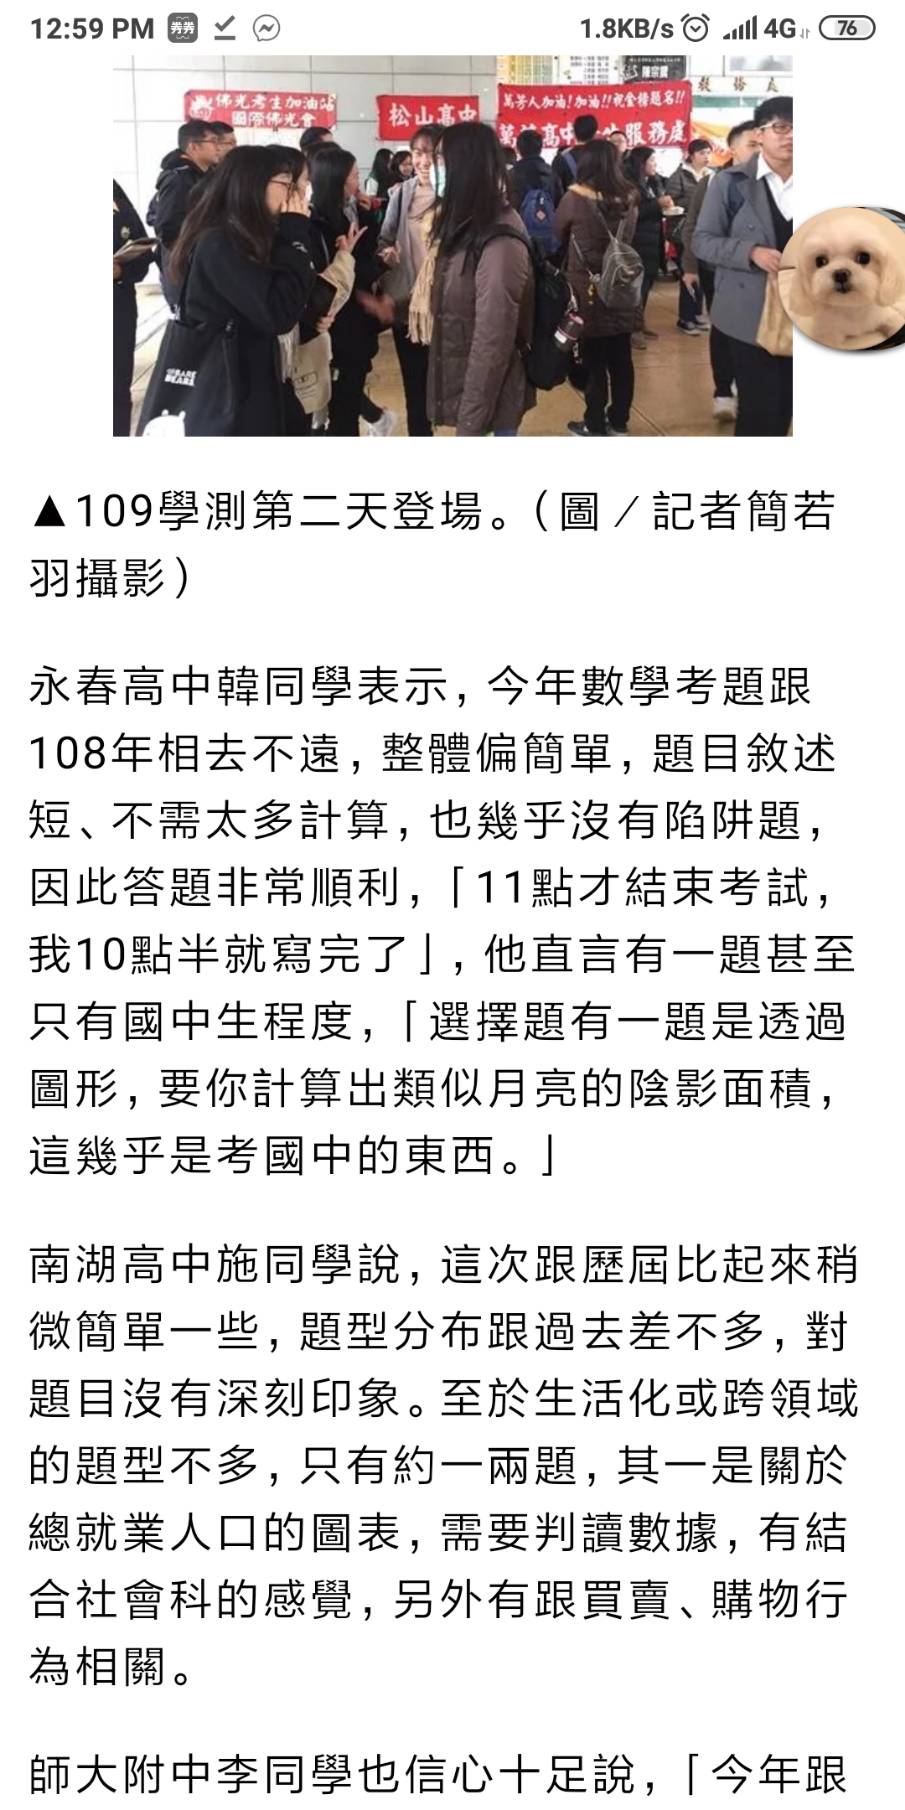 12:59 PM 券券 1.8KB/s 4G 76
佛光考生加油站
國際佛光會
松山高中
萬芳人加油!加油!!祝金榜題名!!
萬芳高中 服務處
陳宗慶
BARE
BEARS
▲109學測第二天登場。(圖/記者簡若
羽攝影)
永春高中韓同學表示,今年數學考題跟
108年相去不遠,整體偏簡單,題目敘述
短、不需太多計算,也幾乎沒有陷阱題,
因此答題非常順利,「11點才結束考試,
我10點半就寫完了」,他直言有一題甚至
只有國中生程度,「選擇題有一題是透過
圖形,要你計算出類似月亮的陰影面積,
這幾乎是考國中的東西。」
南湖高中施同學說,這次跟歷屆比起來稍
微簡單一些,題型分布跟過去差不多,對
題目沒有深刻印象。至於生活化或跨領域
的題型不多,只有約一兩題,其一是關於
總就業人口的圖表,需要判讀數據,有結
合社會科的感覺,另外有跟買賣、購物行
為相關。
師大附中李同學也信心十足說,「今年跟